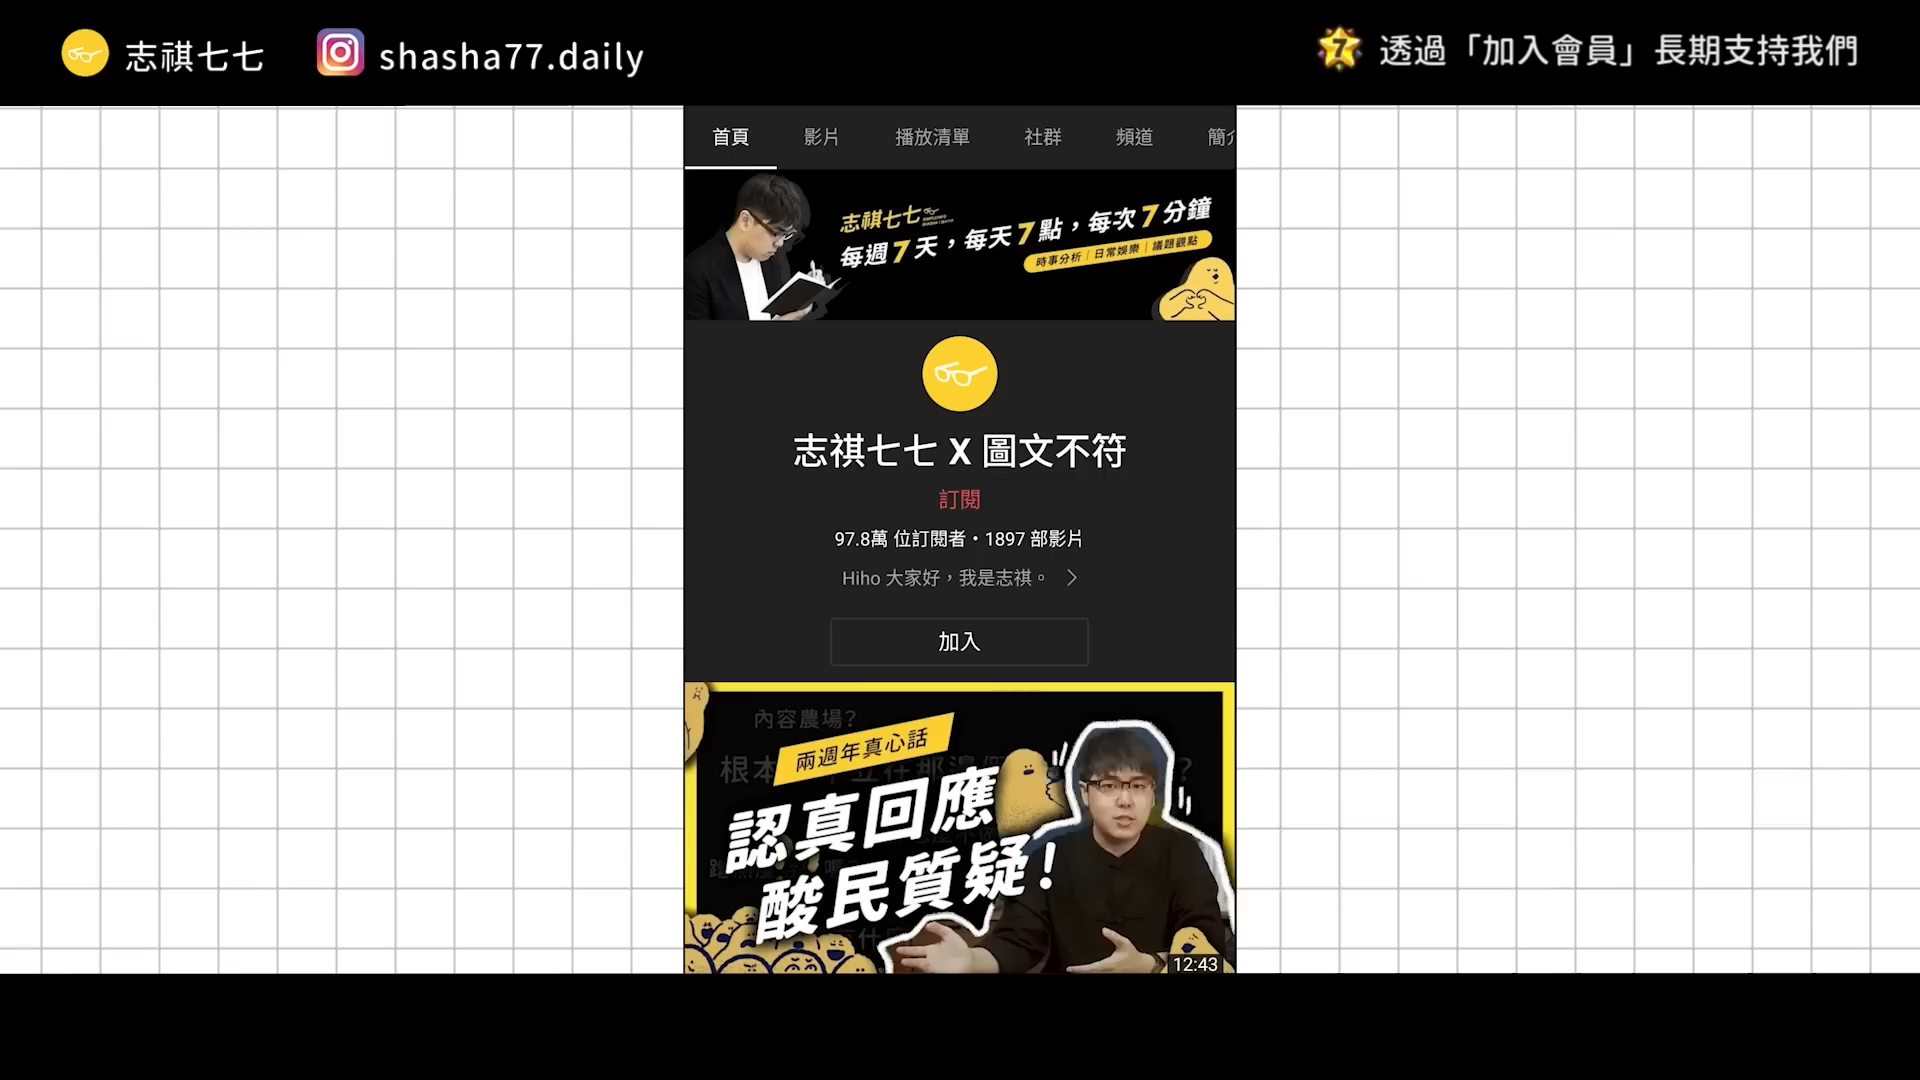 志祺七七
shasha77.daily
透過「加入會員」長期支持我們
首頁 影片 播放清單 社群 頻道 簡介
志祺七七
每週7天,每天7點,每次7分鐘
時事分析|日常娛樂|議題觀點
志祺七七 X 圖文不符
訂閱
97.8萬 位訂閱者・1897 部影片
Hiho 大家好,我是志祺。
加入
內容農場?
兩週年真心話
根本
認真回應
酸民質疑!
12:43